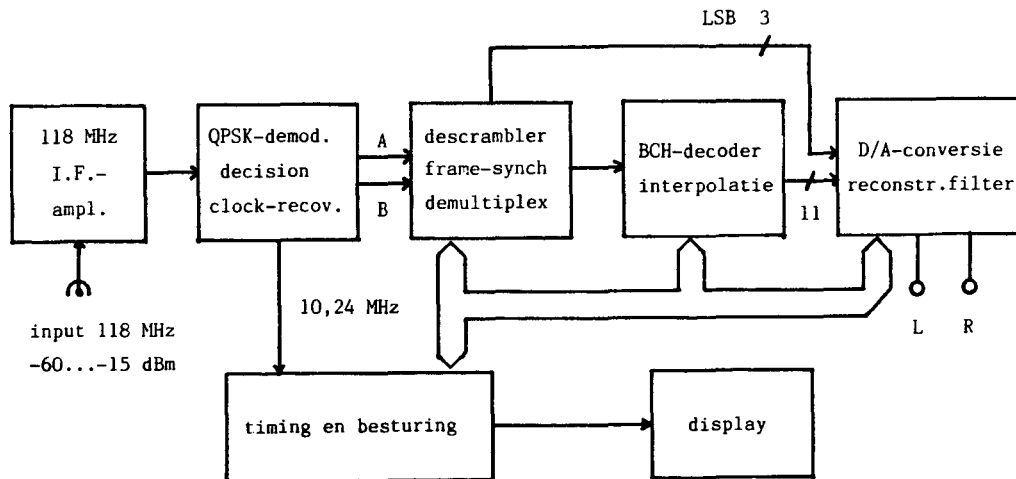 LSB 3
118 MHz
I.F.-
ampl.
QPSK-demod.
decision
clock-recov.
A
B
descrambler
frame-synch
demultiplex
BCH-decoder
interpolatie
11
D/A-conversie
reconstr.filter
input 118 MHz
-60...-15 dBm
10,24 MHz
L
R
timing en besturing
display